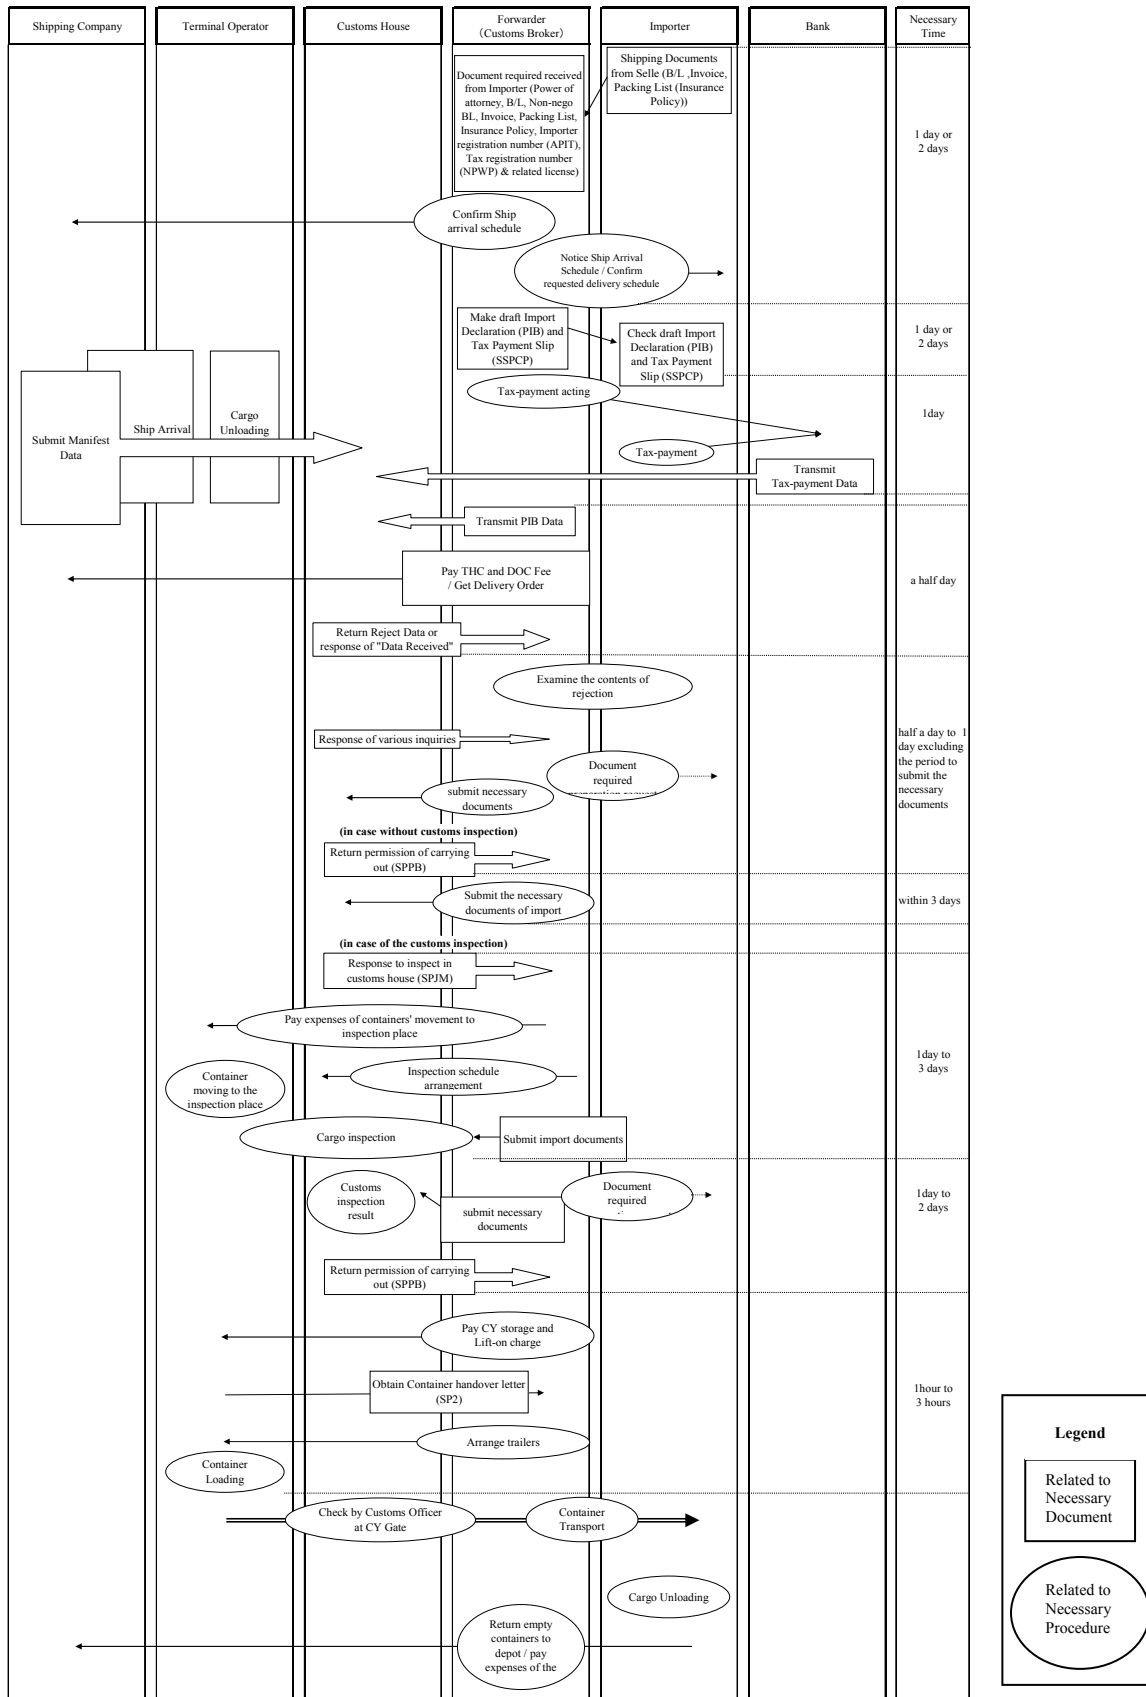 Shipping Company
Terminal Operator
Customs House
Forwarder
(Customs Broker)
Importer
Bank
Necessary
Time
Shipping Documents
from Selle (B/L ,Invoice,
Packing List (Insurance
Policy))
Document required received
from Importer (Power of
attorney, B/L, Non-nego
BL, Invoice, Packing List,
Insurance Policy, Importer
registration number (APIT),
Tax registration number
(NPWP) & related license)
1 day or
2 days
Confirm Ship
arrival schedule
Notice Ship Arrival
Schedule / Confirm
requested delivery schedule
Make draft Import
Declaration (PIB) and
Tax Payment Slip
(SSPCP)
Check draft Import
Declaration (PIB)
and Tax Payment
Slip (SSPCP)
1 day or
2 days
Tax-payment acting
1day
Submit Manifest
Data
Ship Arrival
Cargo
Unloading
Tax-payment
Transmit
Tax-payment Data
Transmit PIB Data
Pay THC and DOC Fee
/ Get Delivery Order
a half day
Return Reject Data or
response of "Data Received"
Examine the contents of
rejection
Response of various inquiries
half a day to 1
day excluding
the period to
submit the
necessary
documents
Document
required
submit necessary
documents
(in case without customs inspection)
Return permission of carrying
out (SPPB)
Submit the necessary
documents of import
within 3 days
(in case of the customs inspection)
Response to inspect in
customs house (SPJM)
Pay expenses of containers' movement to
inspection place
Inspection schedule
arrangement
Container
moving to the
inspection place
1day to
3 days
Cargo inspection
Submit import documents
Customs
inspection
result
submit necessary
documents
Document
required
1day to
2 days
Return permission of carrying
out (SPPB)
Pay CY storage and
Lift-on charge
Obtain Container handover letter
(SP2)
1hour to
3 hours
Arrange trailers
Container
Loading
Check by Customs Officer
at CY Gate
Container
Transport
Cargo Unloading
Return empty
containers to
depot / pay
expenses of the
Legend
Related to
Necessary
Document
Related to
Necessary
Procedure